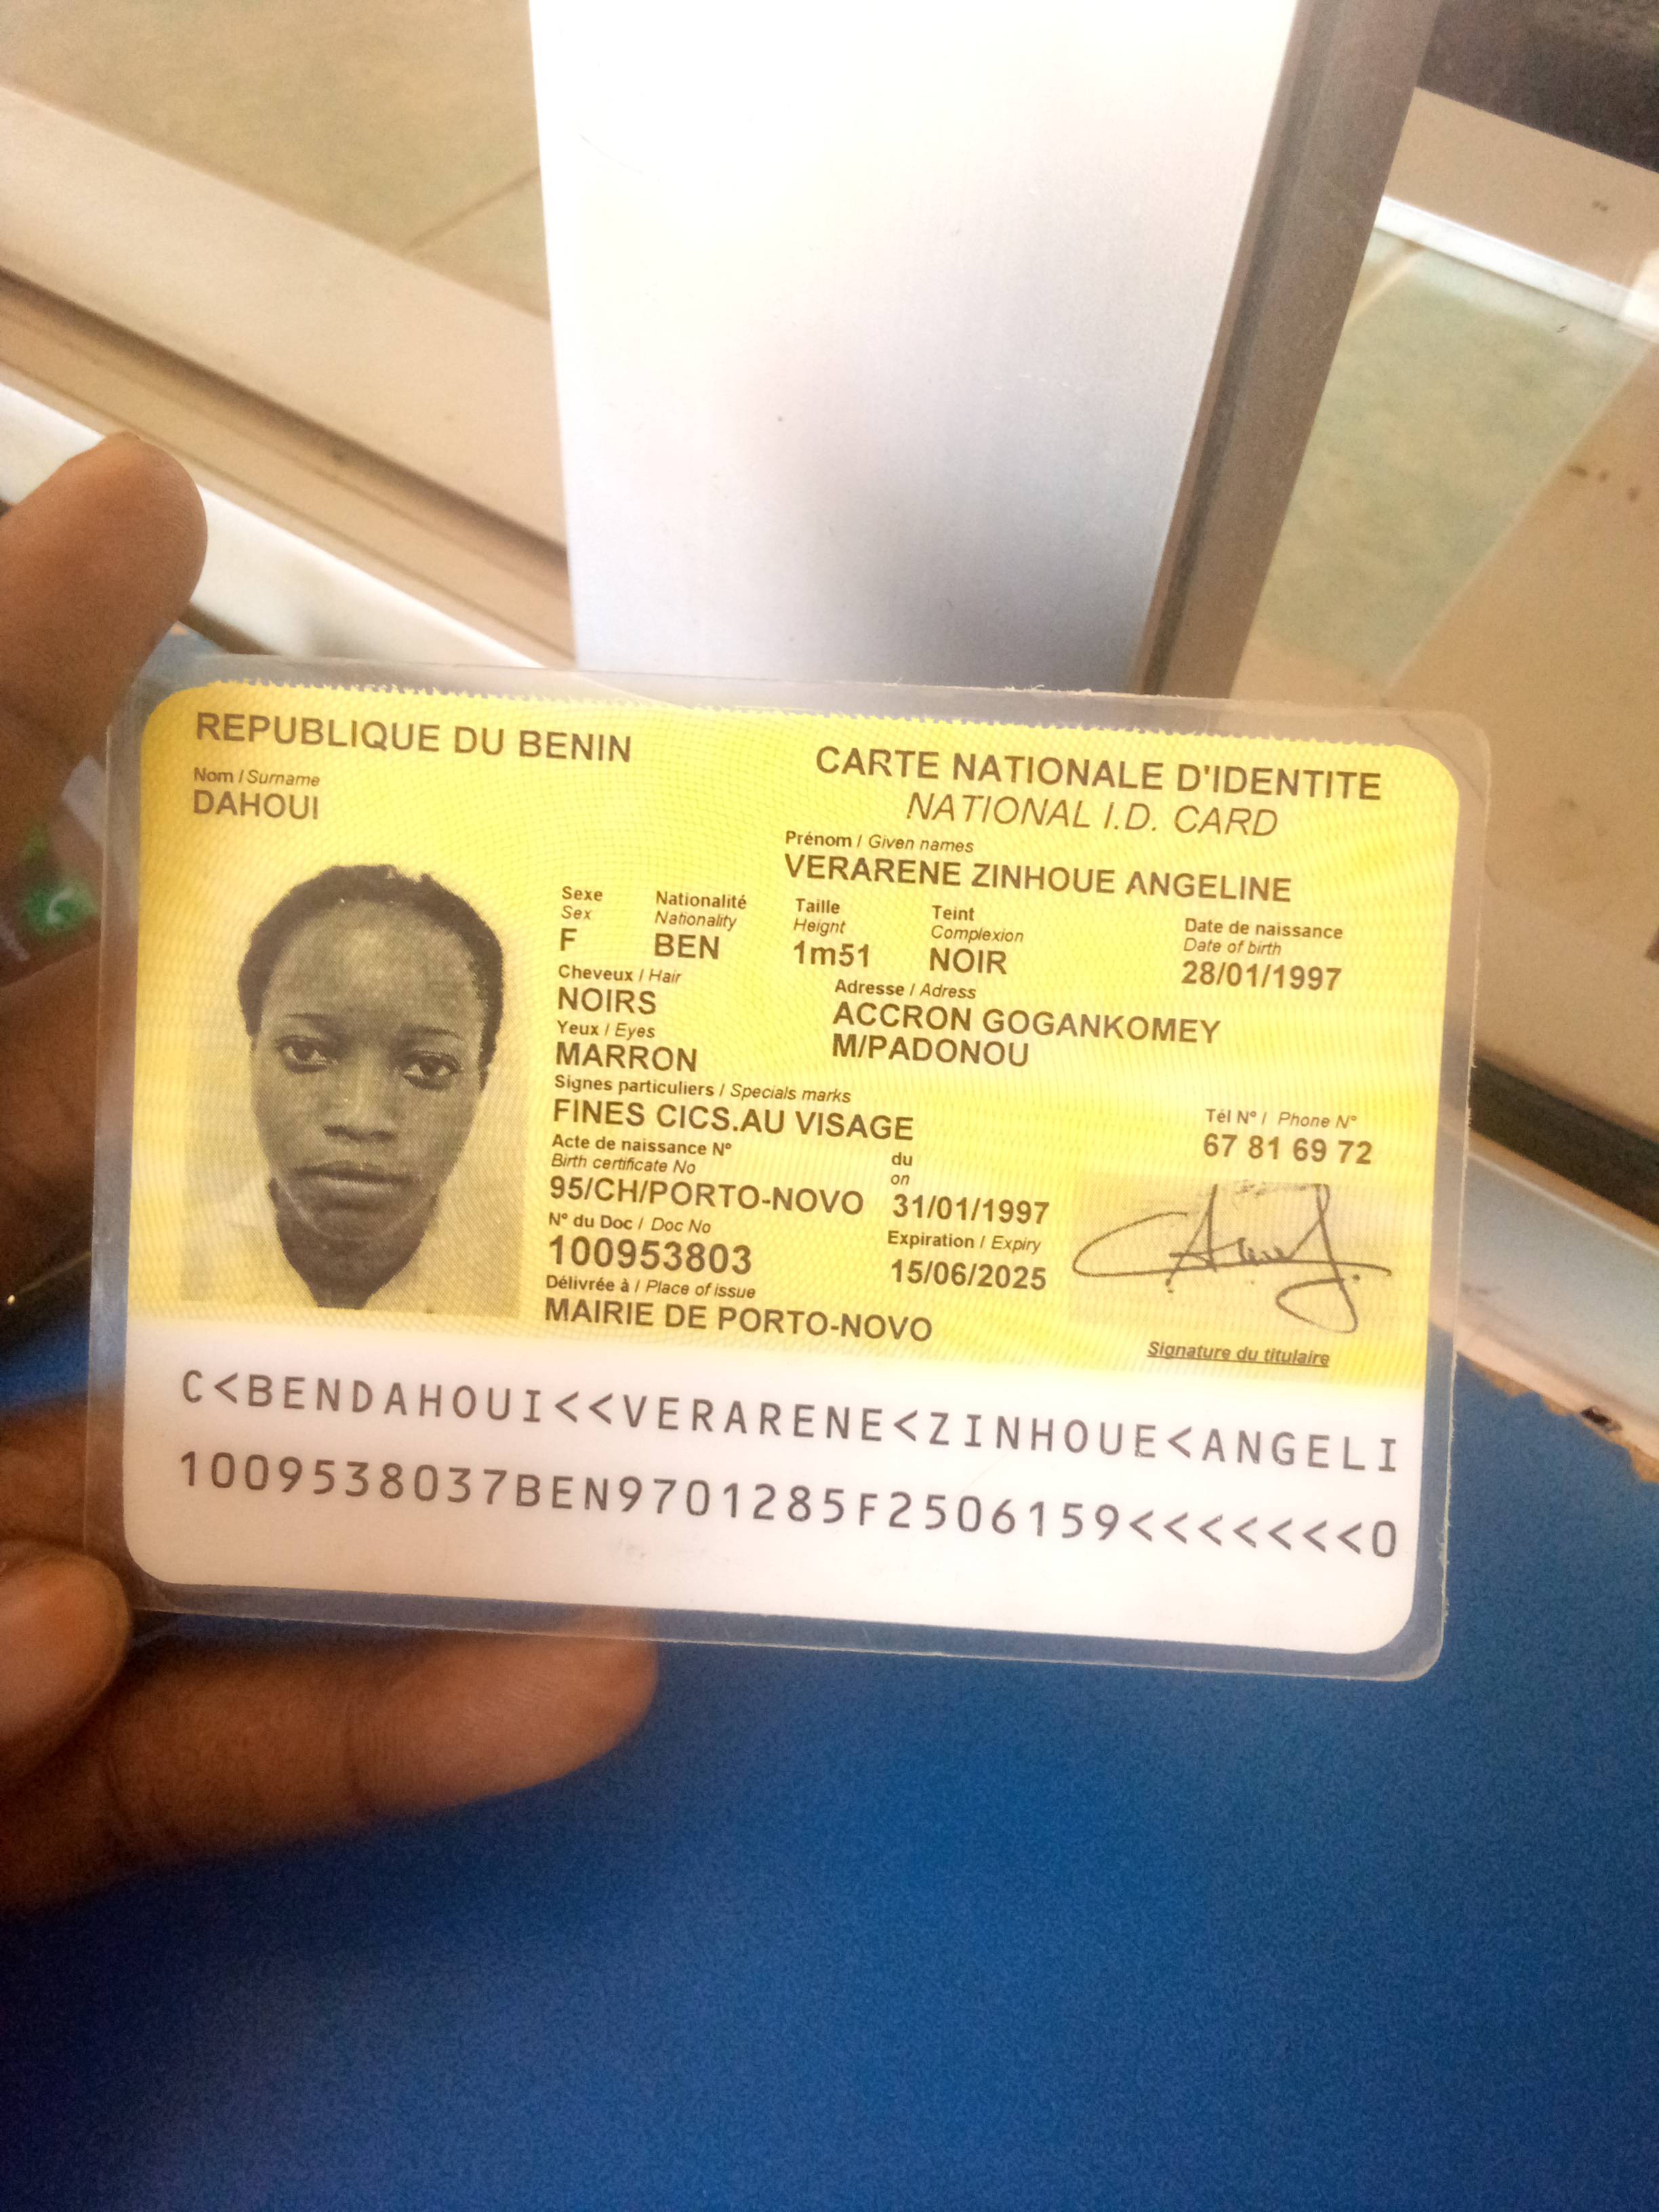 REPUBLIQUE DU BENIN
CARTE NATIONALE D'IDENTITE
NATIONAL I.D. CARD
Nom / Surname
DAHOUI
Prénom / Given names
VERARENE ZINHOUE ANGELINE
Sexe Nationalité Taille Teint Date de naissance
Sex Nationality Heignt Complexion Date of birth
F BEN 1m51 NOIR 28/01/1997
Cheveux / Hair Adresse / Adress
NOIRS ACCRON GOGANKOMEY
Yeux / Eyes M/PADONOU
MARRON
Signes particuliers / Specials marks Tél N° / Phone N°
FINES CICS.AU VISAGE 67 81 69 72
Acte de naissance N° du
Birth certificate No on
95/CH/PORTO-NOVO 31/01/1997
N° du Doc / Doc No Expiration / Expiry
100953803 15/06/2025
Délivrée à / Place of issue
MAIRIE DE PORTO-NOVO
Signature du titulaire
C<BENDAHOUI<<VERARENE<ZINHOUE<ANGELI
1009538037BEN9701285F2506159<<<<<<<0